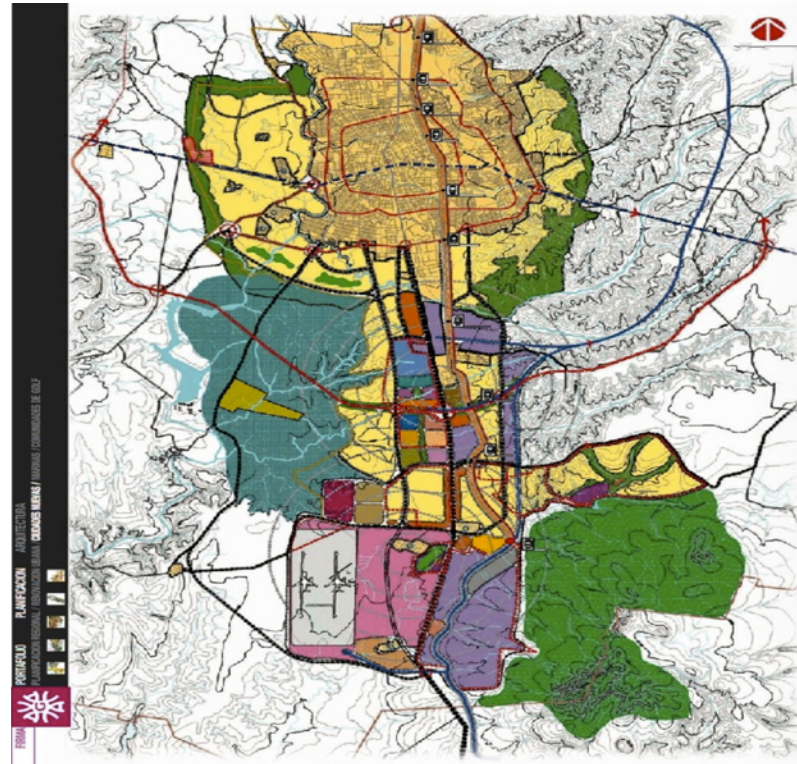 FIRMA
PORTAFOLIO PLANIFICACION ARQUITECTURA
PLANIFICACION REGIONAL / RENOVACION URBANA CIUDADES NUEVAS / MARINAS / COMUNIDADES DE GOLF